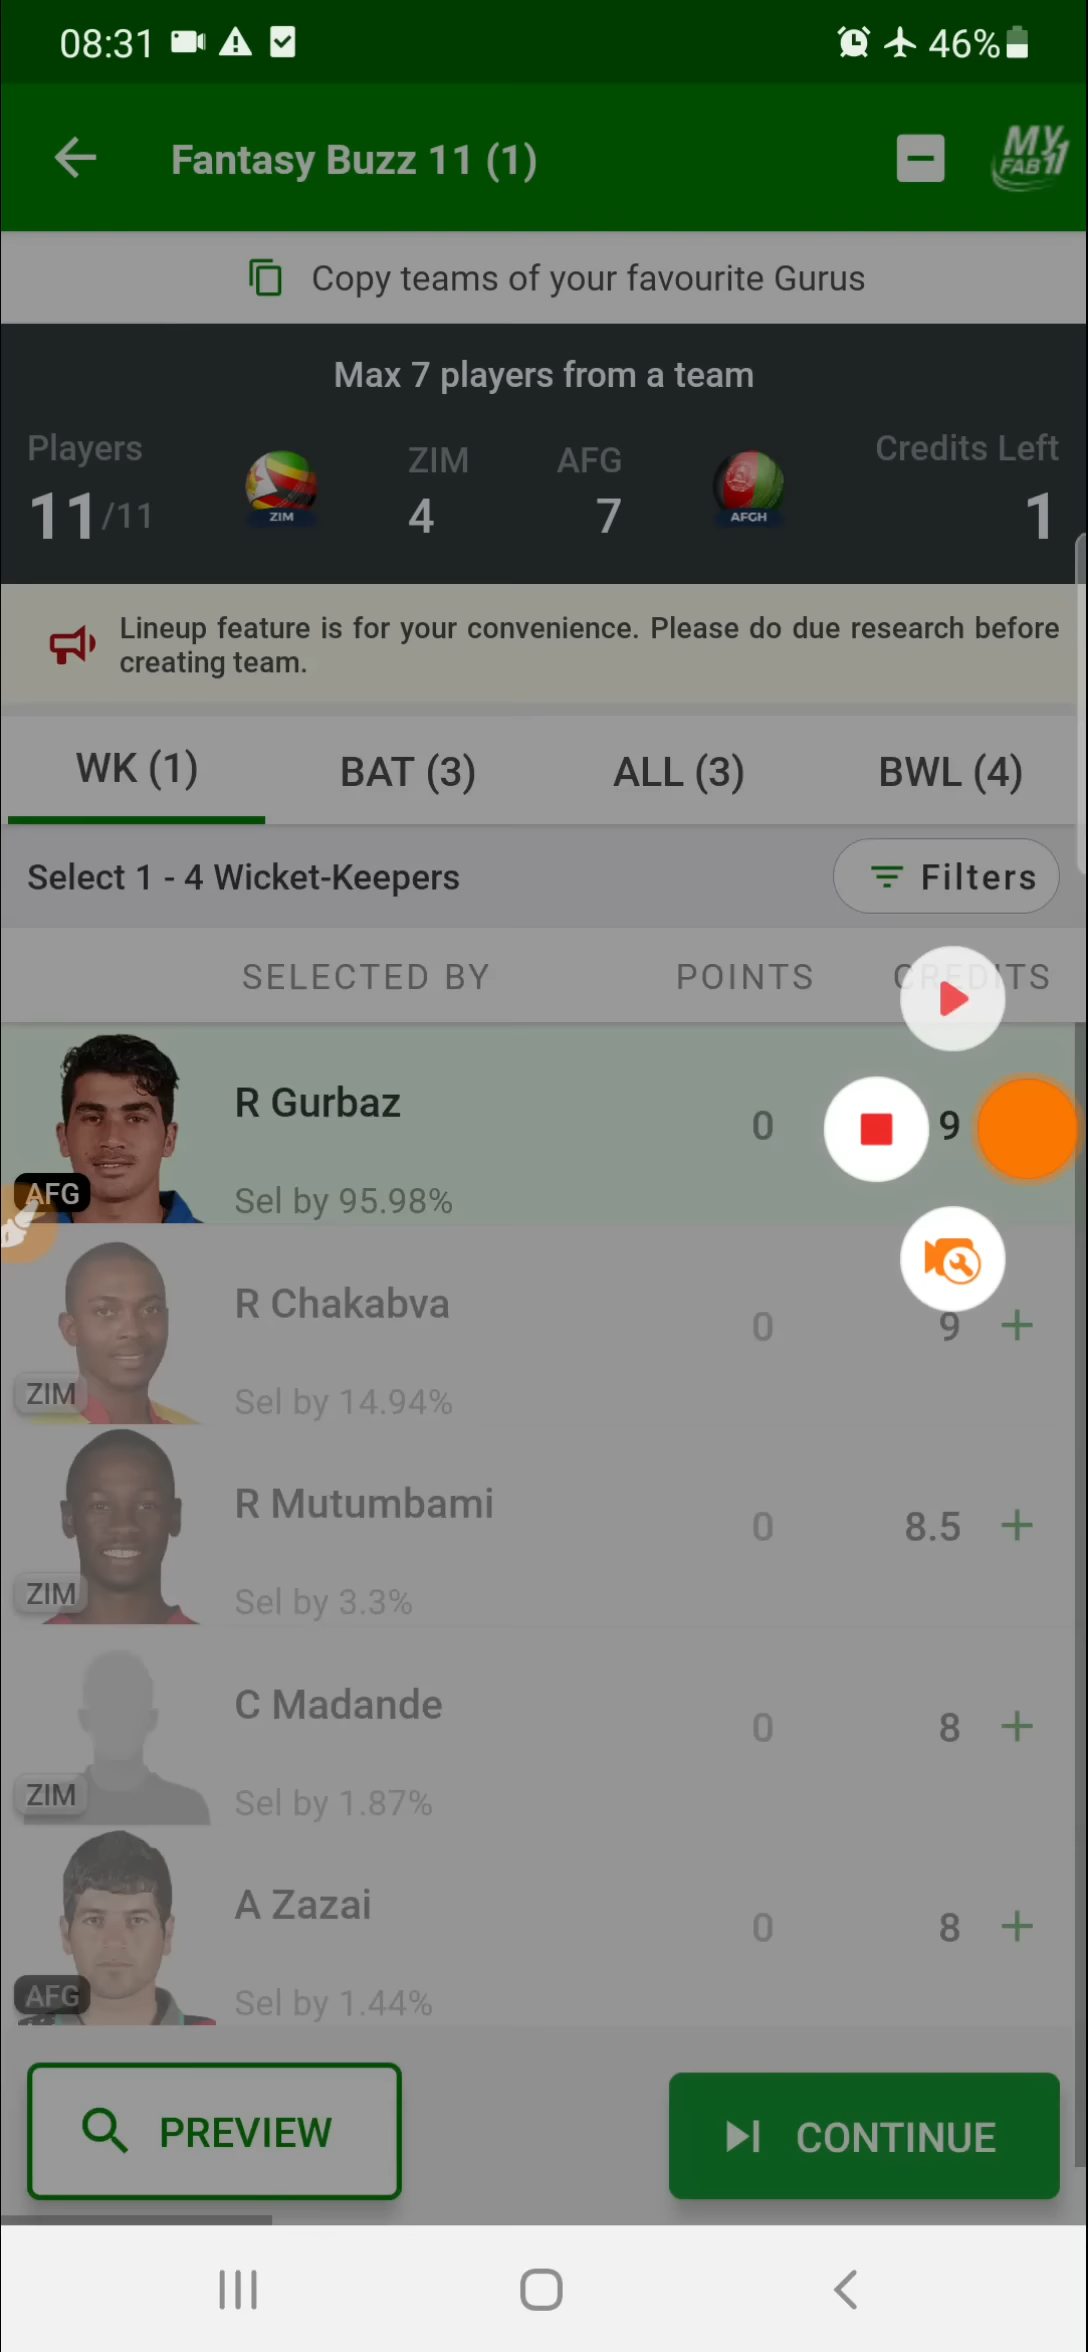 08:31
46%
Fantasy Buzz 11 (1)
MY
FAB11
Copy teams of your favourite Gurus
Max 7 players from a team
Players
ZIM
AFG
Credits Left
11/11
ZIM
4
7
AFGH
1
Lineup feature is for your convenience. Please do due research before
creating team.
WK (1)
BAT (3)
ALL (3)
BWL (4)
Select 1 - 4 Wicket-Keepers
Filters
SELECTED BY
POINTS
CREDITS
R Gurbaz
0
9
AFG
Sel by 95.98%
R Chakabva
0
9
+
ZIM
Sel by 14.94%
R Mutumbami
0
8.5
+
ZIM
Sel by 3.3%
C Madande
0
8
+
ZIM
Sel by 1.87%
A Zazai
0
8
+
AFG
Sel by 1.44%
PREVIEW
CONTINUE